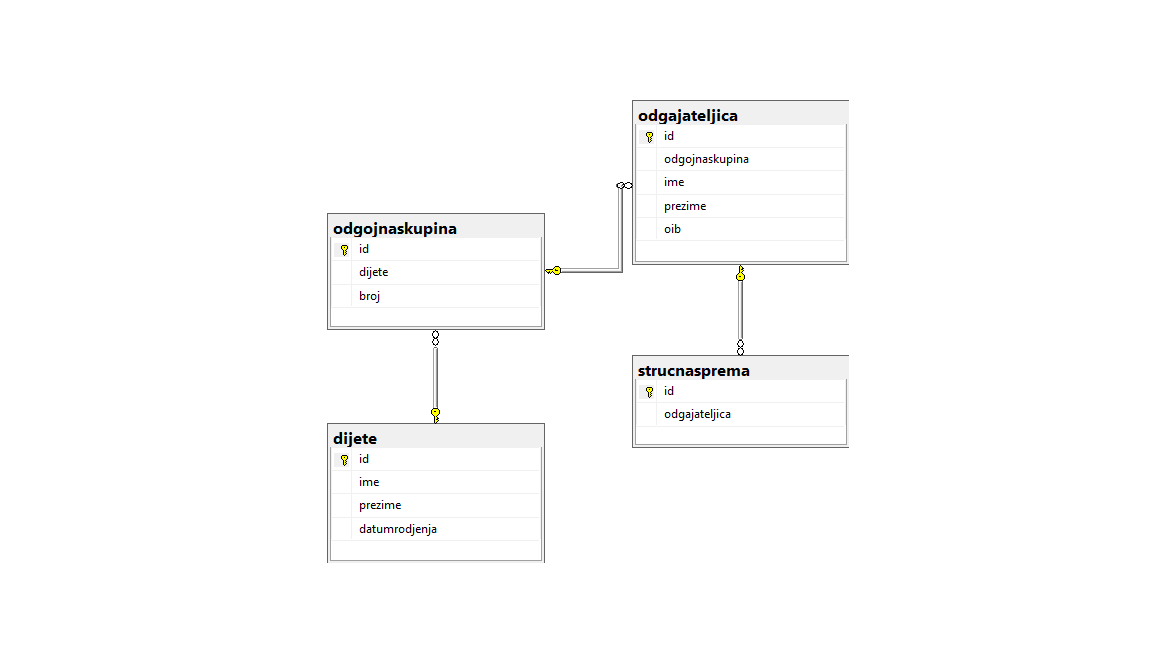 odgajateljica
id
odgojnaskupina
ime
prezime
oib
odgojnaskupina
id
dijete
broj
strucnasprema
id
odgajateljica
dijete
id
ime
prezime
datumrodjenja